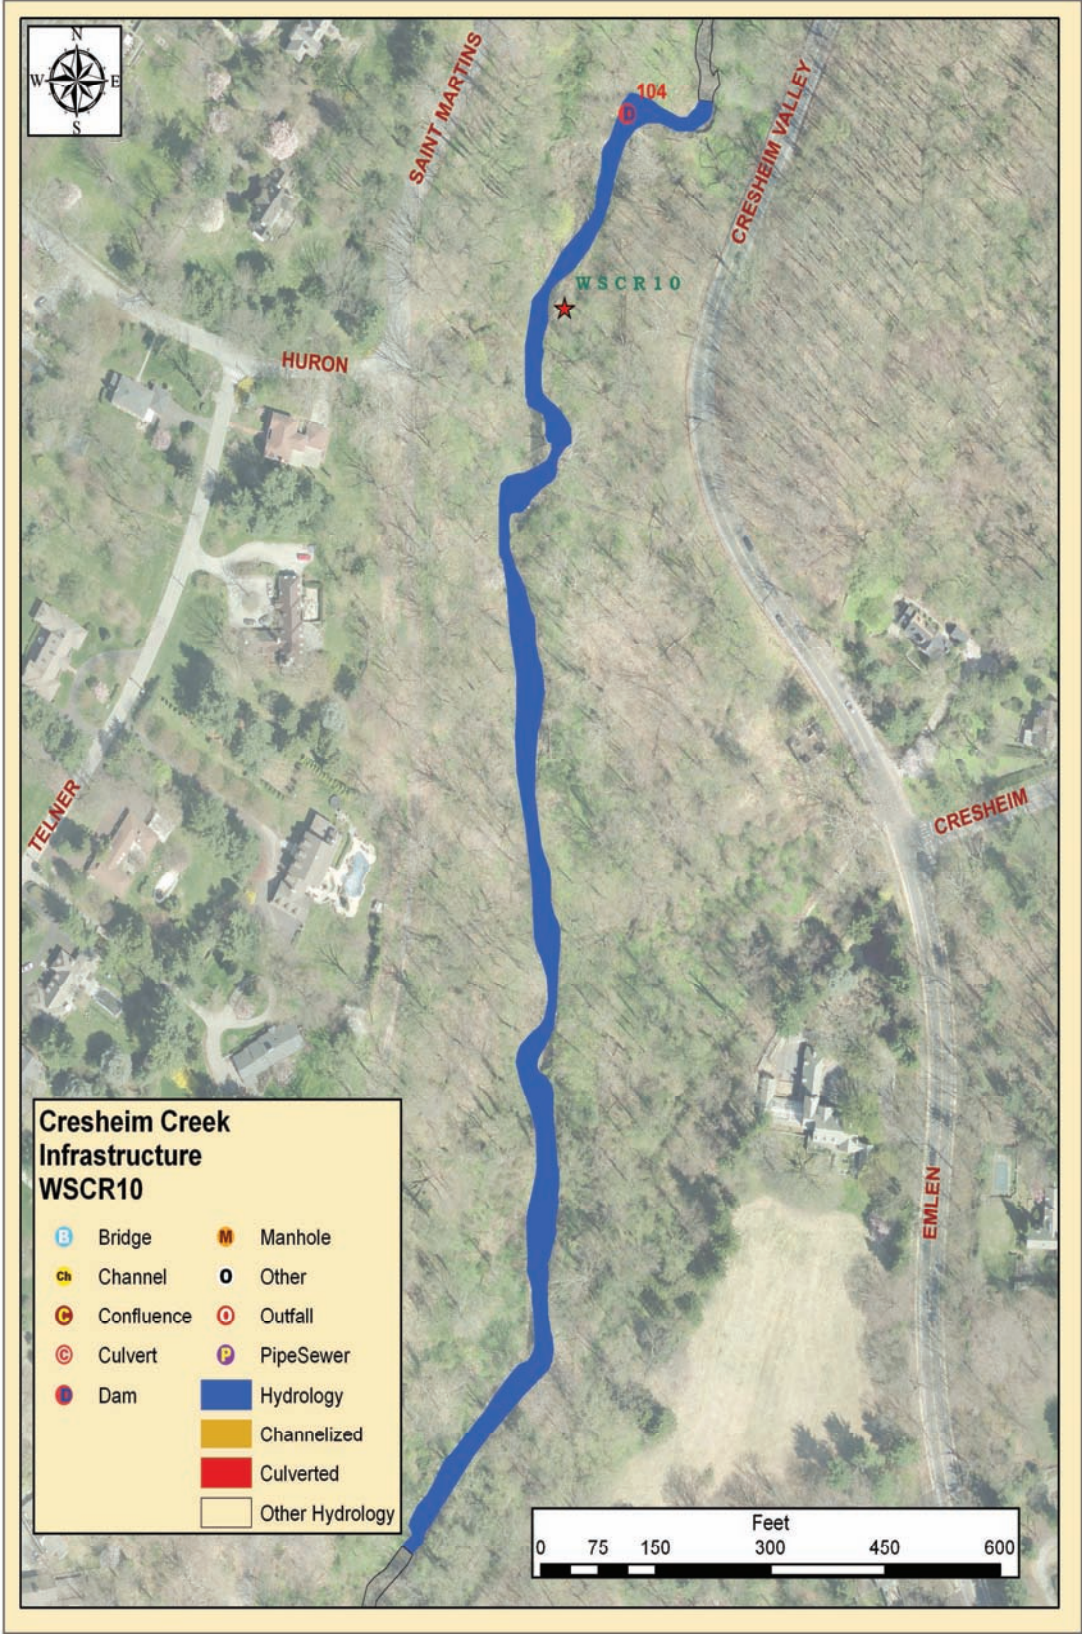 N
W E
S
SAINT MARTINS
104
D
CRESHEIM VALLEY
WSCR10
HURON
TELNER
CRESHEIM
EMLEN
Cresheim Creek
Infrastructure
WSCR10
B Bridge
Ch Channel
C Confluence
C Culvert
D Dam
M Manhole
O Other
O Outfall
P PipeSewer
Hydrology
Channelized
Culverted
Other Hydrology
Feet
0 75 150 300 450 600